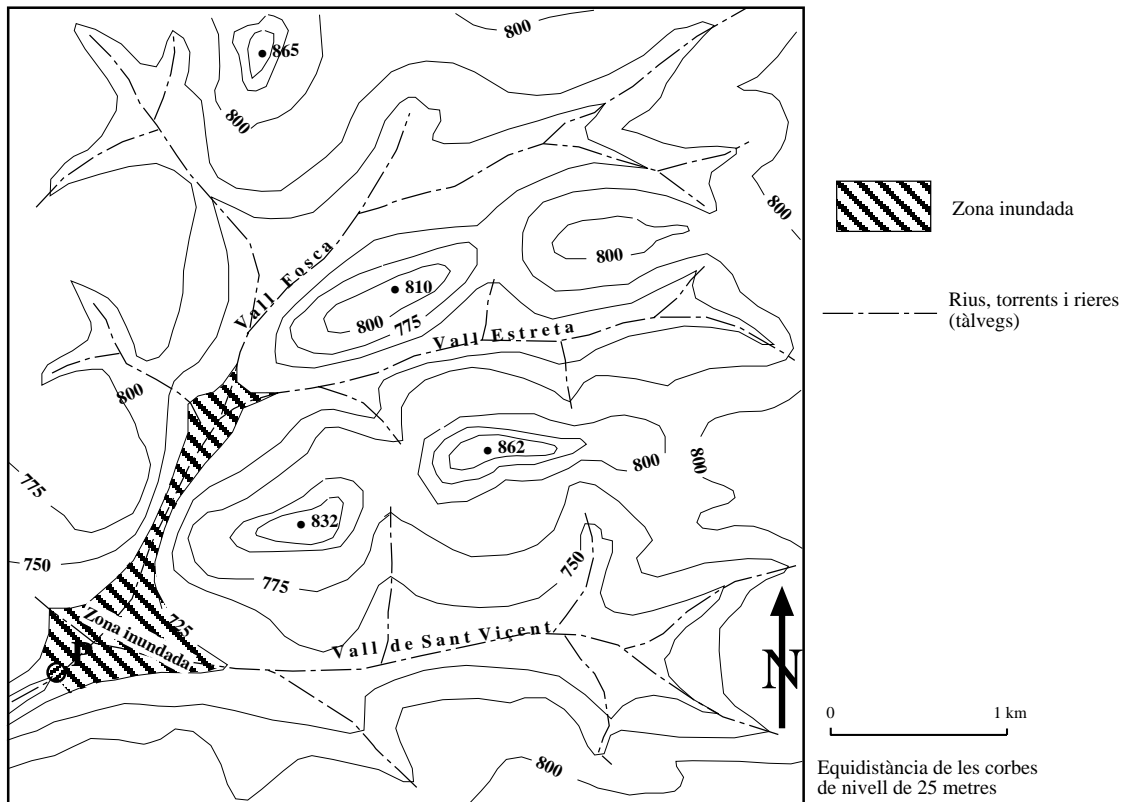 800
865
800
800
800
Vall Fosca
810
800
775
Vall Estreta
800
862
800
800
775
832
750
775
750
725
Zona inundada
P
Vall de Sant Viçent
800
N
Zona inundada
Rius, torrents i rieres
(tàlvegs)
0 1 km
Equidistància de les corbes
de nivell de 25 metres